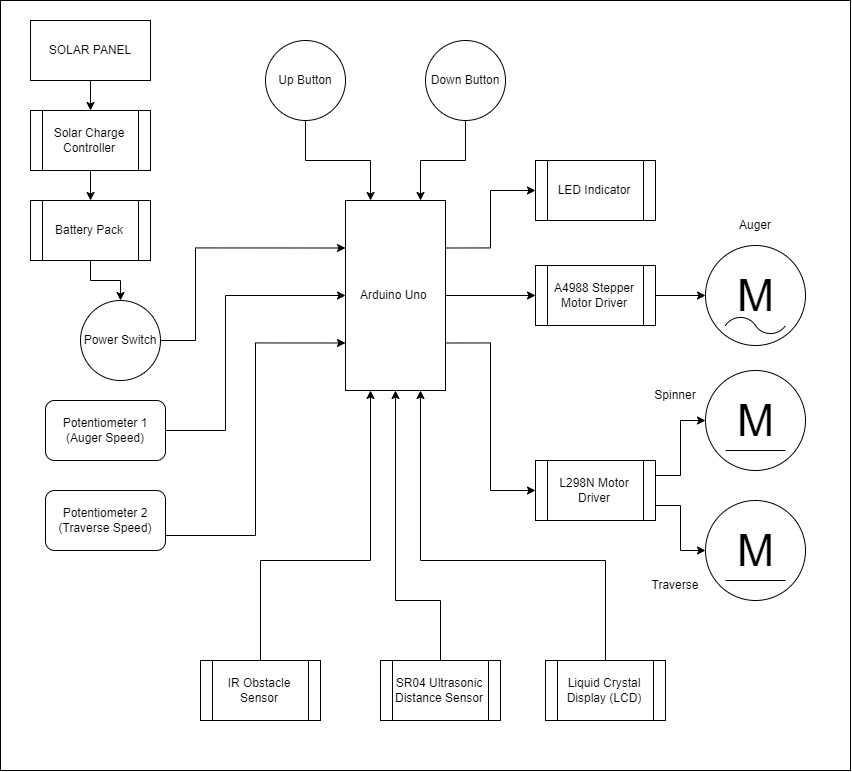 SOLAR PANEL
Solar Charge
Controller
Battery Pack
Power Switch
Potentiometer 1
(Auger Speed)
Potentiometer 2
(Traverse Speed)
Up Button
Down Button
Arduino Uno
LED Indicator
A4988 Stepper
Motor Driver
Auger
M
Spinner
M
L298N Motor
Driver
Traverse
M
IR Obstacle
Sensor
SR04 Ultrasonic
Distance Sensor
Liquid Crystal
Display (LCD)